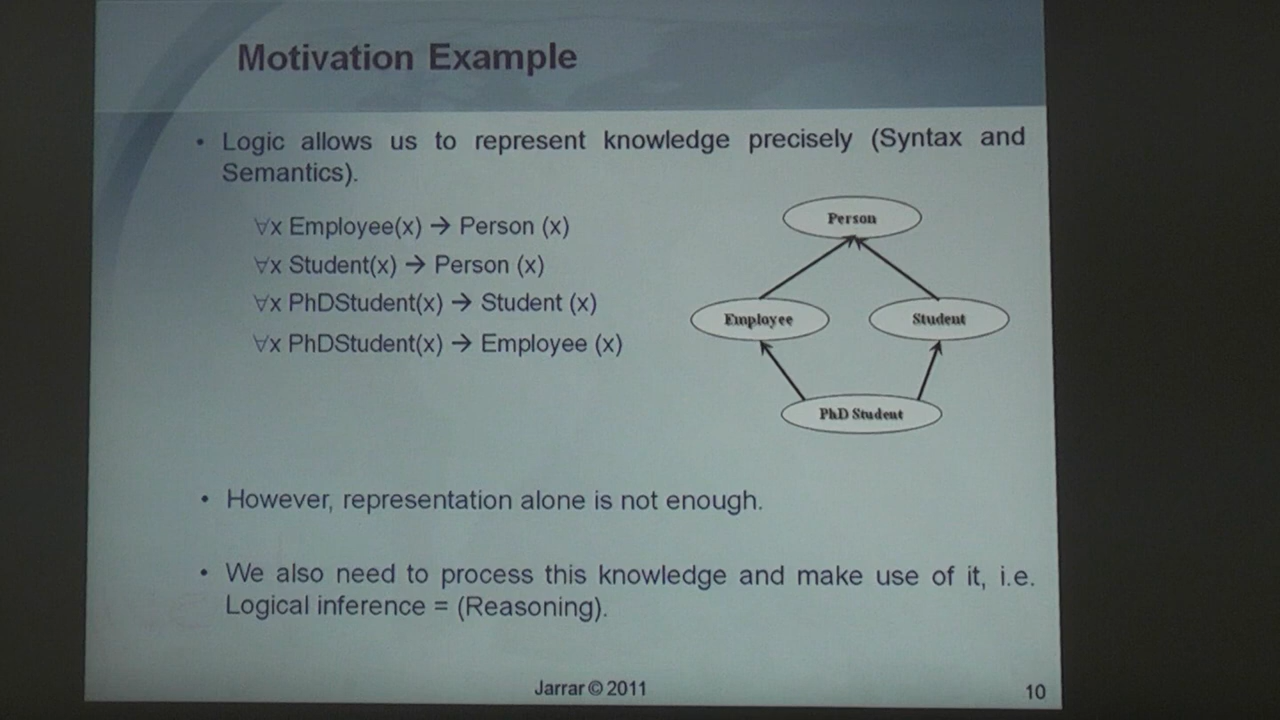 Motivation Example
• Logic allows us to represent knowledge precisely (Syntax and
Semantics).
∀x Employee(x) → Person (x)
∀x Student(x) → Person (x)
∀x PhDStudent(x) → Student (x)
∀x PhDStudent(x) → Employee (x)
Person
Employee
Student
PhD Student
• However, representation alone is not enough.
• We also need to process this knowledge and make use of it, i.e.
Logical inference = (Reasoning).
Jarrar © 2011
10